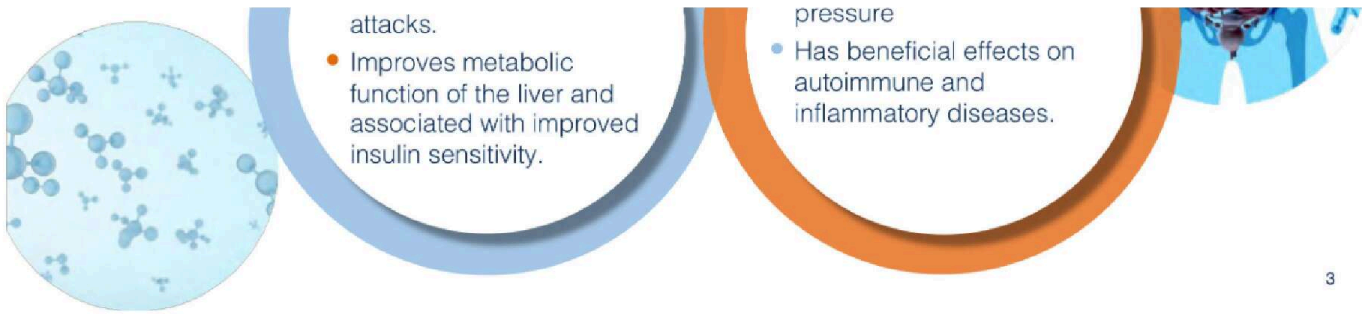 attacks.
• Improves metabolic
function of the liver and
associated with improved
insulin sensitivity.
pressure
• Has beneficial effects on
autoimmune and
inflammatory diseases.
3